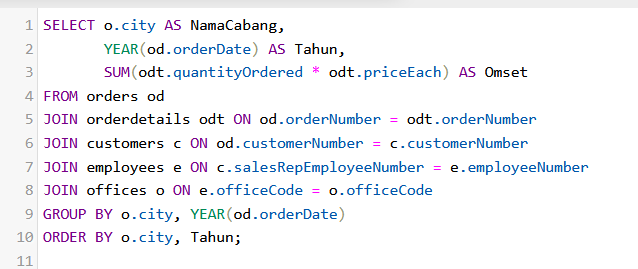 1 SELECT o.city AS NamaCabang,
2 YEAR(od.orderDate) AS Tahun,
3 SUM(odt.quantityOrdered * odt.priceEach) AS Omset
4 FROM orders od
5 JOIN orderdetails odt ON od.orderNumber = odt.orderNumber
6 JOIN customers c ON od.customerNumber = c.customerNumber
7 JOIN employees e ON c.salesRepEmployeeNumber = e.employeeNumber
8 JOIN offices o ON e.officeCode = o.officeCode
9 GROUP BY o.city, YEAR(od.orderDate)
10 ORDER BY o.city, Tahun;
11